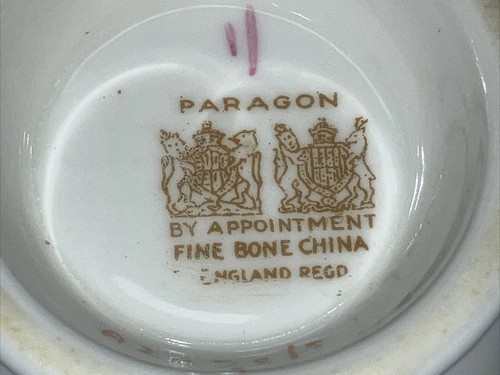 PARAGON
BY APPOINTMENT
FINE BONE CHINA
ENGLAND REGD